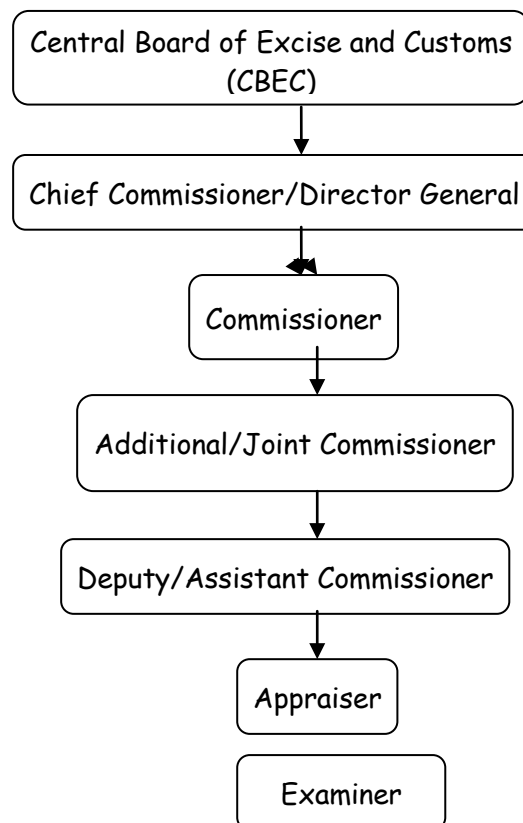 Central Board of Excise and Customs
(CBEC)
Chief Commissioner/Director General
Commissioner
Additional/Joint Commissioner
Deputy/Assistant Commissioner
Appraiser
Examiner